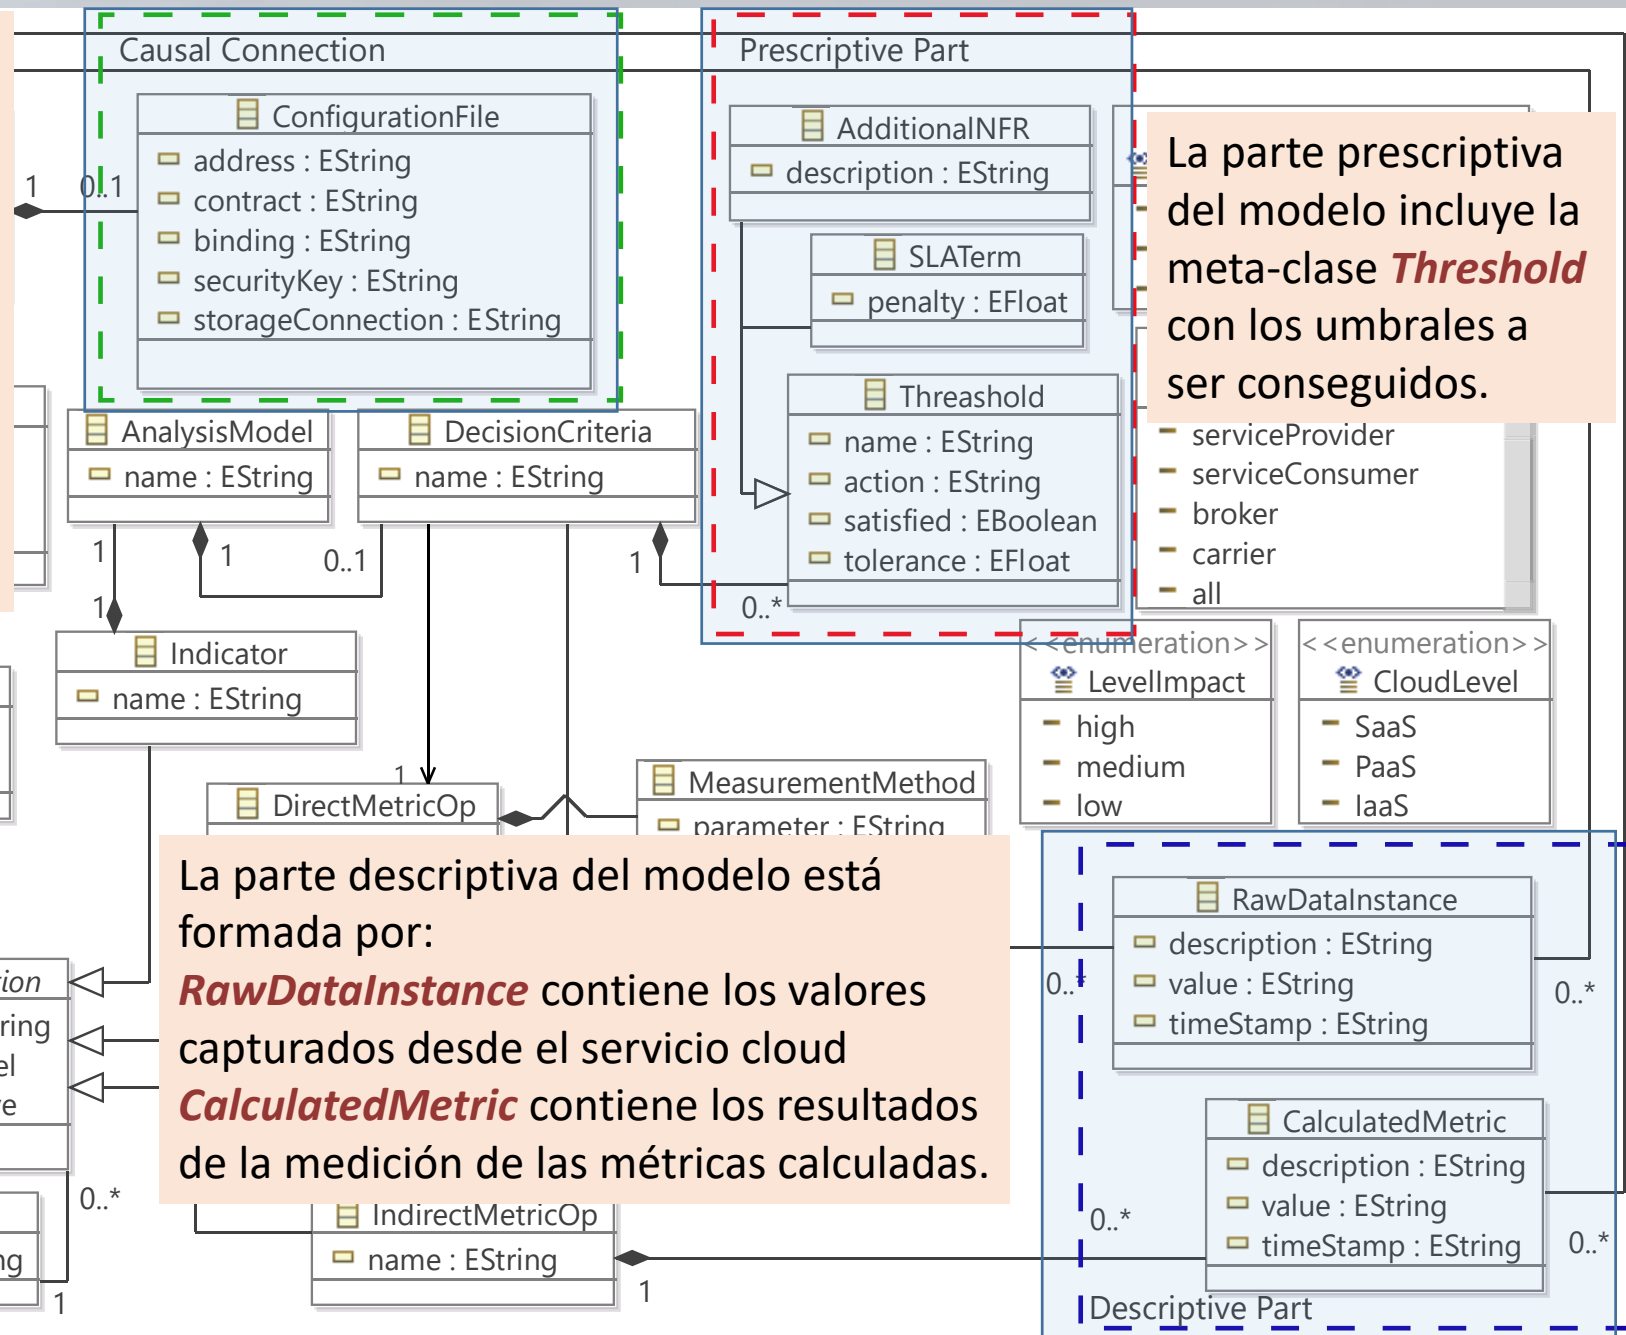 Causal Connection
Prescriptive Part
ConfigurationFile
address : EString
contract : EString
binding : EString
securityKey : EString
storageConnection : EString
1
0..1
AdditionalNFR
description : EString
SLATerm
penalty : EFloat
Threashold
name : EString
action : EString
satisfied : EBoolean
tolerance : EFloat
La parte prescriptiva
del modelo incluye la
meta-clase Threshold
con los umbrales a
ser conseguidos.
serviceProvider
serviceConsumer
broker
carrier
all
AnalysisModel
name : EString
DecisionCriteria
name : EString
1
1
0..1
1
0..*
1
Indicator
name : EString
<<enumeration>>
LevelImpact
high
medium
low
<<enumeration>>
CloudLevel
SaaS
PaaS
IaaS
1
DirectMetricOp
MeasurementMethod
parameter : EString
La parte descriptiva del modelo está
formada por:
RawDataInstance contiene los valores
capturados desde el servicio cloud
CalculatedMetric contiene los resultados
de la medición de las métricas calculadas.
RawDataInstance
description : EString
value : EString
timeStamp : EString
0..*
0..*
CalculatedMetric
description : EString
value : EString
timeStamp : EString
0..*
0..*
Descriptive Part
tion
ring
el
e
0..*
ng
1
IndirectMetricOp
name : EString
1